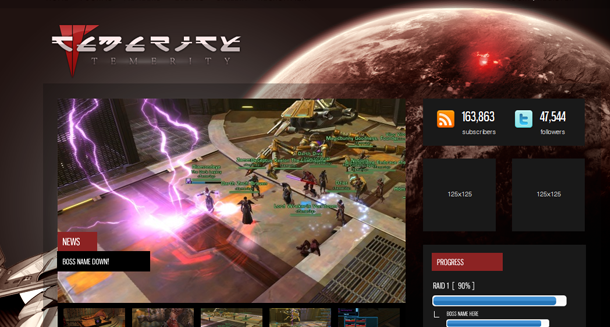 TEMERITY
TEMERITY
163,863
subscribers
47,544
followers
125x125
125x125
NEWS
BOSS NAME DOWN!
PROGRESS
RAID 1 [ 90% ]
BOSS NAME HERE